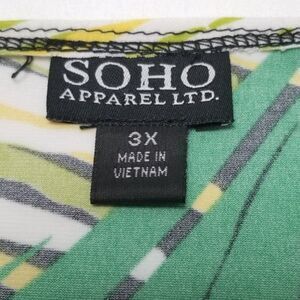 SOHO
APPAREL LTD.
3X
MADE IN
VIETNAM